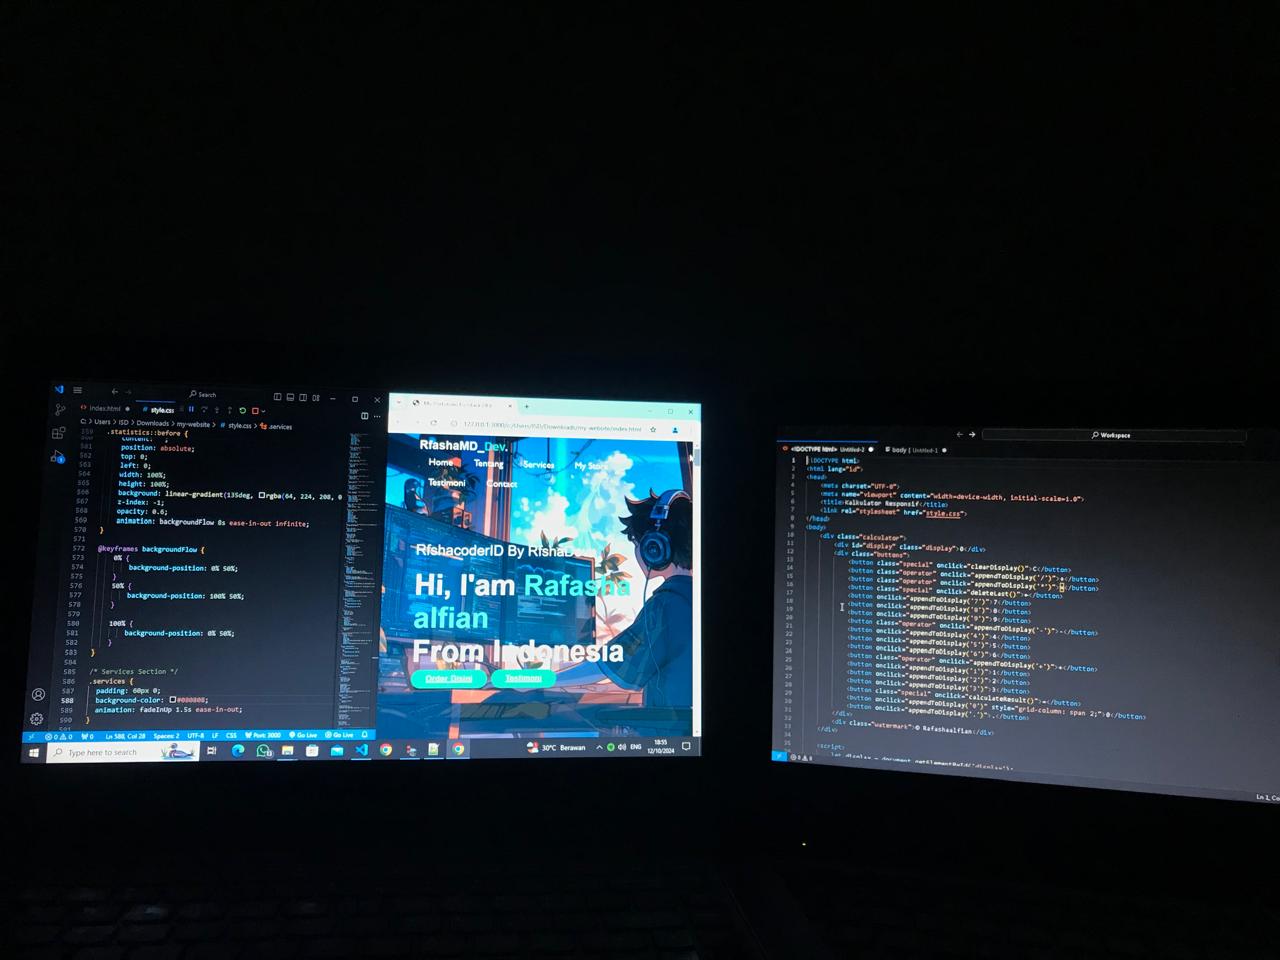 Search
index.html
style.css
C: > Users > ISD > Downloads > my-website > # style.css > .services
559 .statistics::before {
560 content: '';
561 position: absolute;
562 top: 0;
563 left: 0;
564 width: 100%;
565 height: 100%;
566 background: linear-gradient(135deg, rgba(64, 224, 208, 0
567 z-index: -1;
568 opacity: 0.6;
569 animation: backgroundFlow 8s ease-in-out infinite;
570 }
572 @keyframes backgroundFlow {
573 0% {
574 background-position: 0% 50%;
575 }
576 50% {
577 background-position: 100% 50%;
578 }
580 100% {
581 background-position: 0% 50%;
582 }
583 }
584
585 /* Services Section */
586 .services {
587 padding: 60px 0;
588 background-color: #080808;
589 animation: fadeInUp 1.5s ease-in-out;
590 }
Ln 588, Col 28 Spaces: 2 UTF-8 LF CSS Port: 3000 Go Live Go Live
Type here to search
30°C Berawan
ENG
18:55
12/10/2024
127.0.0.1:3000/c:/Users/ISD/Downloads/my-website/index.html
RfashaMD_Dev.
Home Tentang Services My Store
Testimoni Contact
RfshacoderID By RfshaDev
Hi, I'am Rafasha
alfian
From Indonesia
Order Disini Testimoni
Workspace
<!DOCTYPE html> Untitled-2
body { Untitled-1
1 <!DOCTYPE html>
2 <html lang="id">
3 <head>
4 <meta charset="UTF-8">
5 <meta name="viewport" content="width=device-width, initial-scale=1.0">
6 <title>Kalkulator Responsif</title>
7 <link rel="stylesheet" href="style.css">
8 </head>
9 <body>
10 <div class="calculator">
11 <div id="display" class="display">0</div>
12 <div class="buttons">
13 <button class="special" onclick="clearDisplay()">C</button>
14 <button class="operator" onclick="appendToDisplay('/')">÷</button>
15 <button class="operator" onclick="appendToDisplay('*')">×</button>
16 <button class="special" onclick="deleteLast()">←</button>
17 <button onclick="appendToDisplay('7')">7</button>
18 <button onclick="appendToDisplay('8')">8</button>
19 <button onclick="appendToDisplay('9')">9</button>
20 <button class="operator" onclick="appendToDisplay('-')">-</button>
21 <button onclick="appendToDisplay('4')">4</button>
22 <button onclick="appendToDisplay('5')">5</button>
23 <button onclick="appendToDisplay('6')">6</button>
24 <button class="operator" onclick="appendToDisplay('+')">+</button>
25 <button onclick="appendToDisplay('1')">1</button>
26 <button onclick="appendToDisplay('2')">2</button>
27 <button onclick="appendToDisplay('3')">3</button>
28 <button class="special" onclick="calculateResult()">=</button>
29 <button onclick="appendToDisplay('0')" style="grid-column: span 2;">0</button>
30 <button onclick="appendToDisplay('.')">.</button>
31 </div>
32 <div class="watermark">© Rafashaalfian</div>
33 </div>
34
35 <script>
let display = document.getElementById('display');
Ln 1, Co